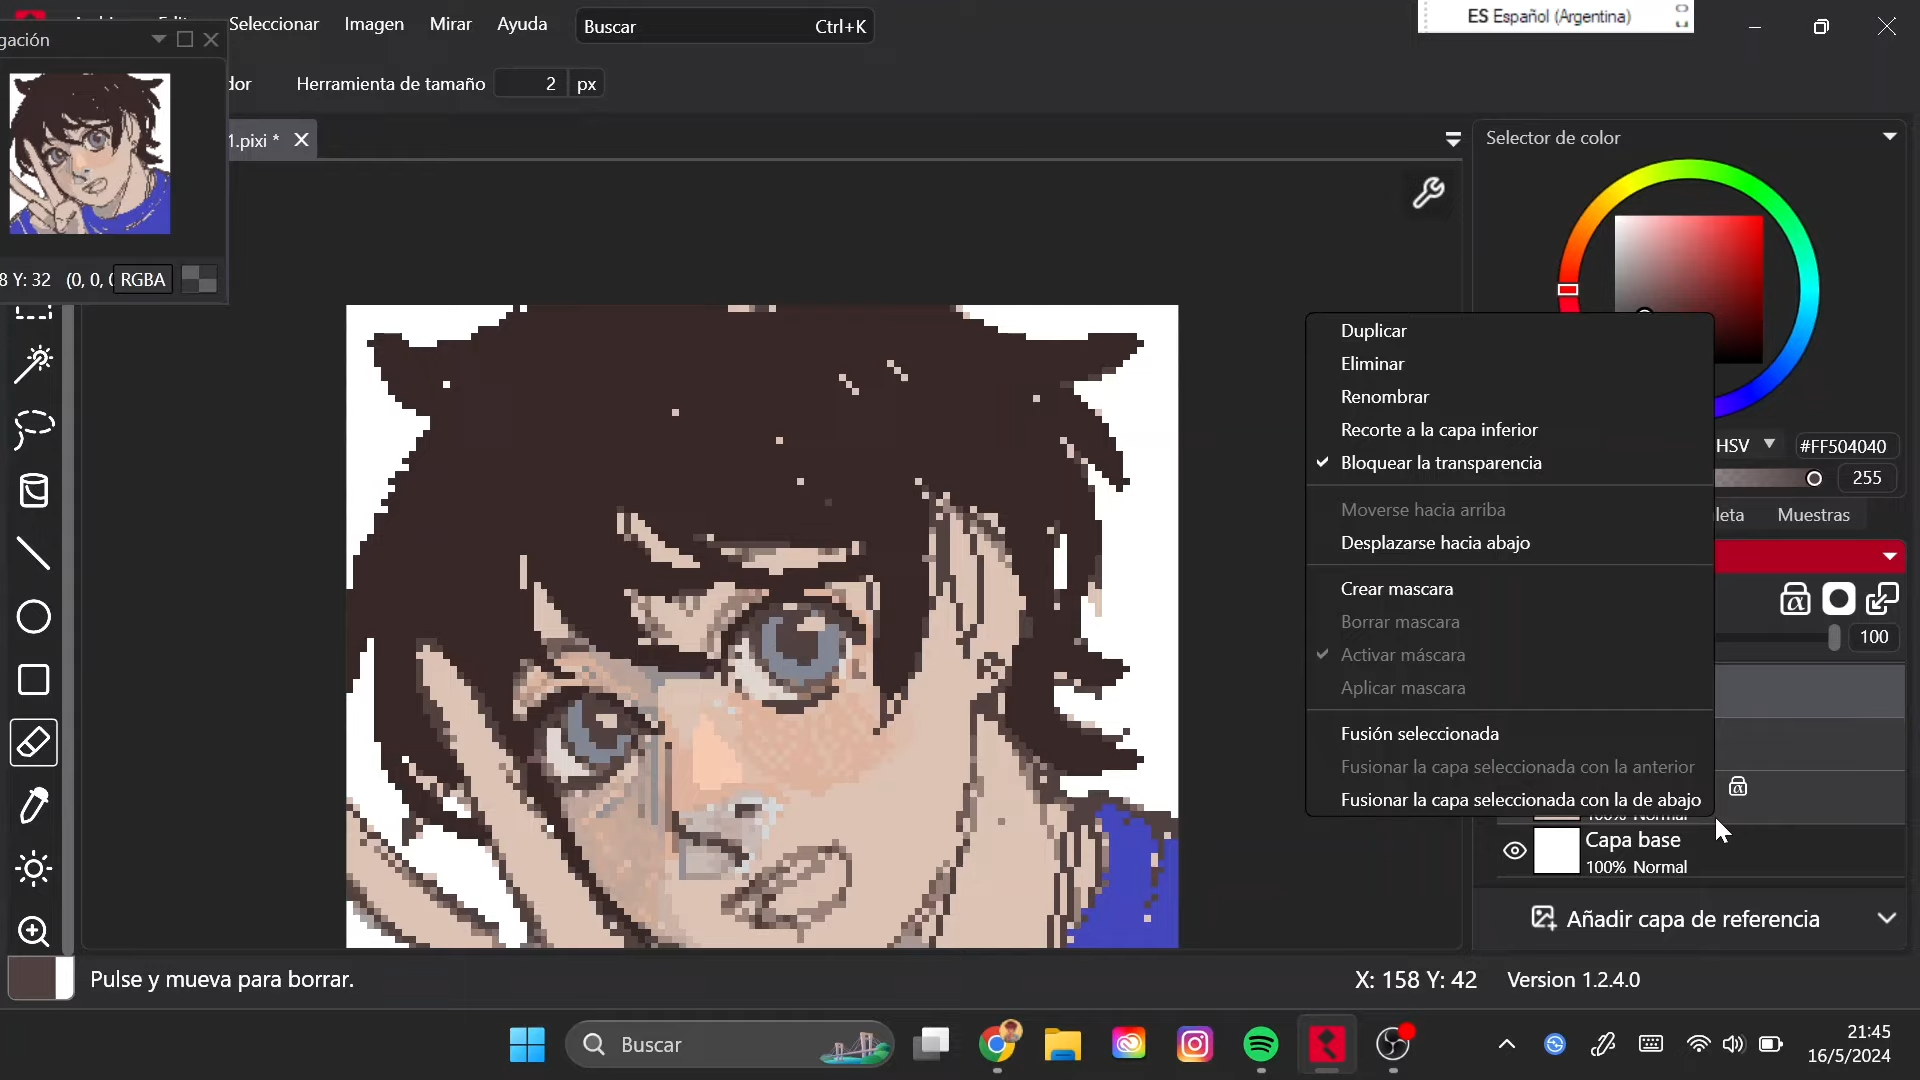 Seleccionar Imagen Mirar Ayuda Buscar Ctrl+K
ES Español (Argentina)
gación
dor Herramienta de tamaño 2 px
1.pixi *
Selector de color
8 Y: 32 (0, 0, RGBA
Duplicar
Eliminar
Renombrar
Recorte a la capa inferior
Bloquear la transparencia
Moverse hacia arriba
Desplazarse hacia abajo
Crear mascara
Borrar mascara
Activar máscara
Aplicar mascara
Fusión seleccionada
Fusionar la capa seleccionada con la anterior
Fusionar la capa seleccionada con la de abajo
HSV #FF504040
255
leta Muestras
100
100% Normal
Capa base
100% Normal
Añadir capa de referencia
Pulse y mueva para borrar.
X: 158 Y: 42 Version 1.2.4.0
Buscar
21:45
16/5/2024